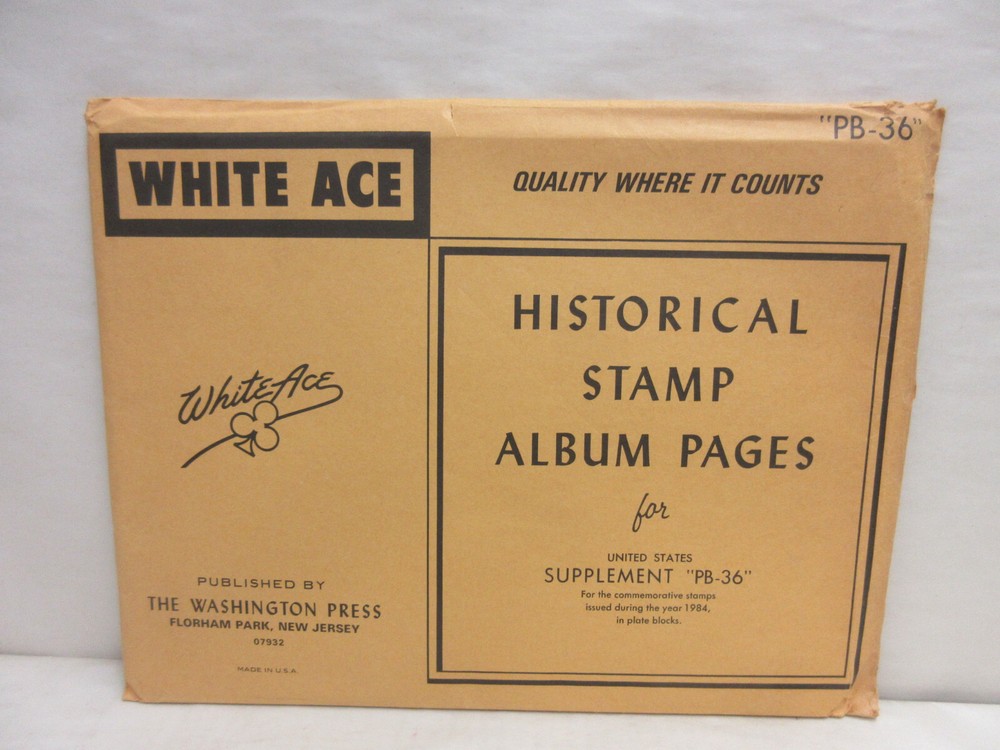 "PB-36"
WHITE ACE
QUALITY WHERE IT COUNTS
HISTORICAL
STAMP
ALBUM PAGES
for
UNITED STATES
SUPPLEMENT "PB-36"
For the commemorative stamps
issued during the year 1984,
in plate blocks.
White Ace
PUBLISHED BY
THE WASHINGTON PRESS
FLORHAM PARK, NEW JERSEY
07932
MADE IN U.S.A.